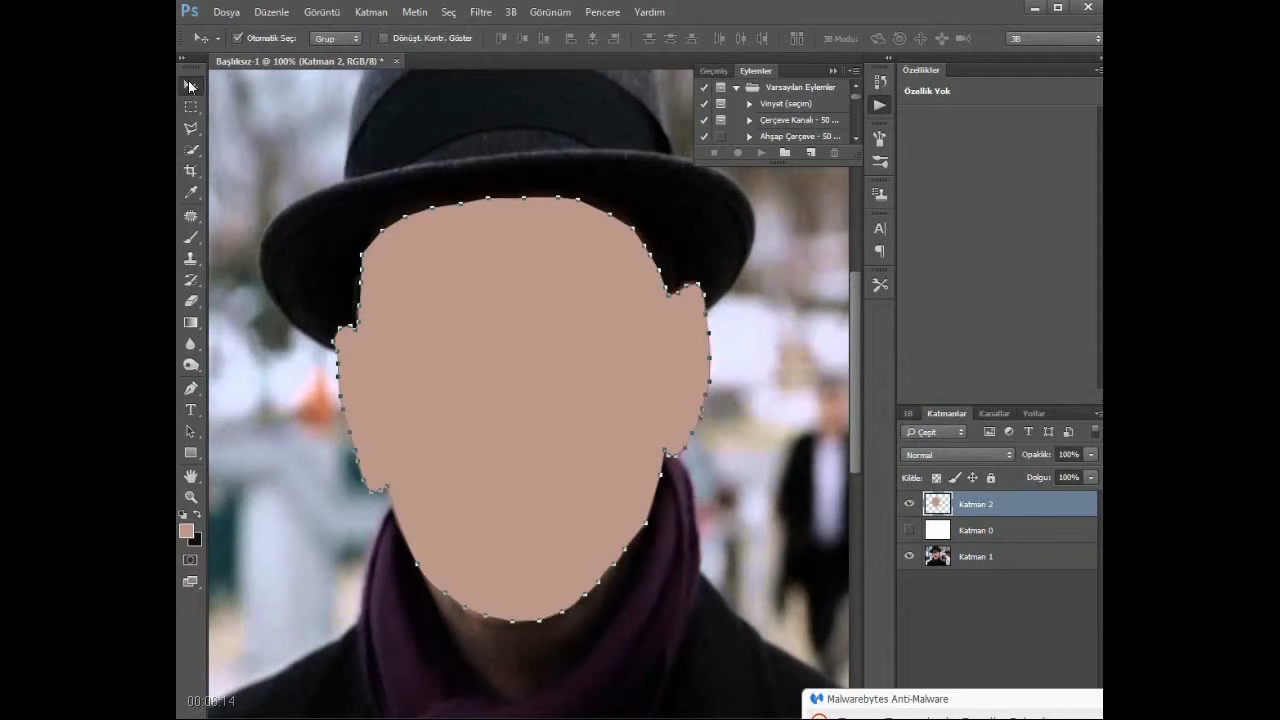 Ps Dosya Düzenle Görüntü Katman Metin Seç Filtre 3B Görünüm Pencere Yardım
Otomatik Seç: Grup Dönüşt. Kontr. Göster 3B Modu: 3B
Başlıksız-1 @ 100% (Katman 2, RGB/8) *
Geçmiş Eylemler
Varsayılan Eylemler
Vinyet (seçim)
Çerçeve Kanalı - 50 ...
Ahşap Çerçeve - 50 ...
Özellikler
Özellik Yok
3B Katmanlar Kanallar Yollar
Çeşit
Normal Opaklık: 100%
Kilitle: Dolgu: 100%
Katman 2
Katman 0
Katman 1
Malwarebytes Anti-Malware